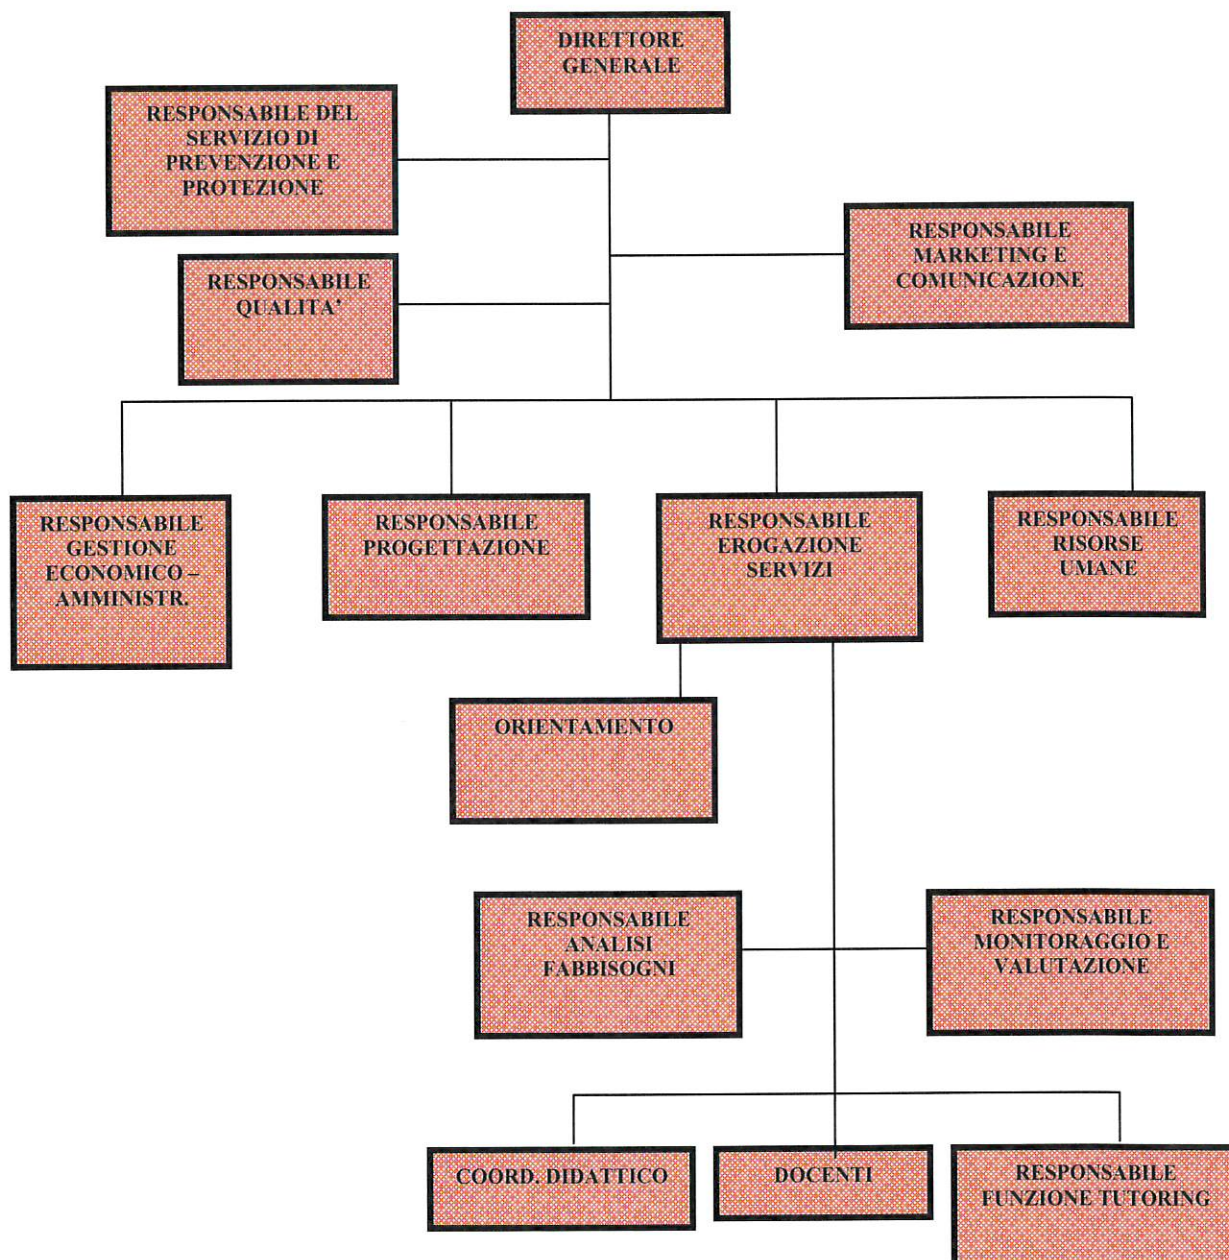 DIRETTORE
GENERALE
RESPONSABILE DEL
SERVIZIO DI
PREVENZIONE E
PROTEZIONE
RESPONSABILE
MARKETING E
COMUNICAZIONE
RESPONSABILE
QUALITA'
RESPONSABILE
GESTIONE
ECONOMICO –
AMMINISTR.
RESPONSABILE
PROGETTAZIONE
RESPONSABILE
EROGAZIONE
SERVIZI
RESPONSABILE
RISORSE
UMANE
ORIENTAMENTO
RESPONSABILE
ANALISI
FABBISOGNI
RESPONSABILE
MONITORAGGIO E
VALUTAZIONE
COORD. DIDATTICO
DOCENTI
RESPONSABILE
FUNZIONE TUTORING